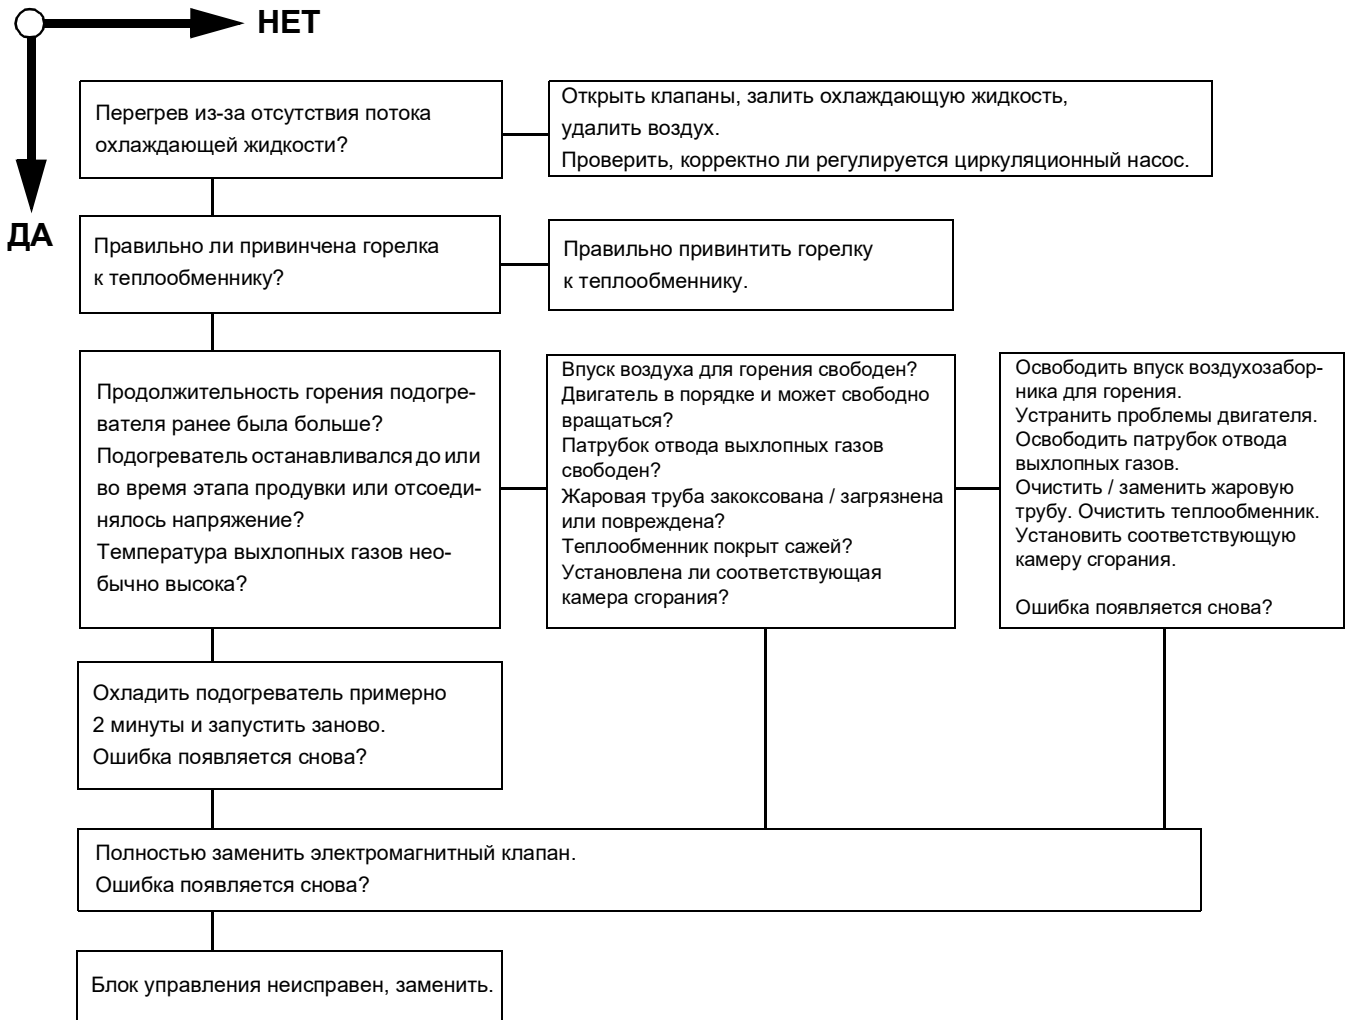 НЕТ
ДА
Перегрев из-за отсутствия потока
охлаждающей жидкости?
Открыть клапаны, залить охлаждающую жидкость,
удалить воздух.
Проверить, корректно ли регулируется циркуляционный насос.
Правильно ли привинчена горелка
к теплообменнику?
Правильно привинтить горелку
к теплообменнику.
Продолжительность горения подогре-
вателя ранее была больше?
Подогреватель останавливался до или
во время этапа продувки или отсоеди-
нялось напряжение?
Температура выхлопных газов нео-
бычно высока?
Впуск воздуха для горения свободен?
Двигатель в порядке и может свободно
вращаться?
Патрубок отвода выхлопных газов
свободен?
Жаровая труба закоксована / загрязнена
или повреждена?
Теплообменник покрыт сажей?
Установлена ли соответствующая
камера сгорания?
Освободить впуск воздухозабор-
ника для горения.
Устранить проблемы двигателя.
Освободить патрубок отвода
выхлопных газов.
Очистить / заменить жаровую
трубу. Очистить теплообменник.
Установить соответствующую
камеру сгорания.
Ошибка появляется снова?
Охладить подогреватель примерно
2 минуты и запустить заново.
Ошибка появляется снова?
Полностью заменить электромагнитный клапан.
Ошибка появляется снова?
Блок управления неисправен, заменить.